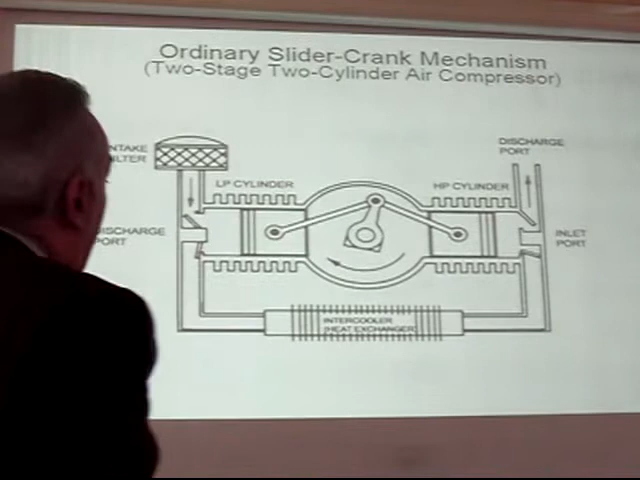 Ordinary Slider-Crank Mechanism
(Two-Stage Two-Cylinder Air Compressor)
DISCHARGE
PORT
NTAKE
LTER
LP CYLINDER
HP CYLINDER
DISCHARGE
PORT
INLET
PORT
INTERCOOLER
(HEAT EXCHANGER)